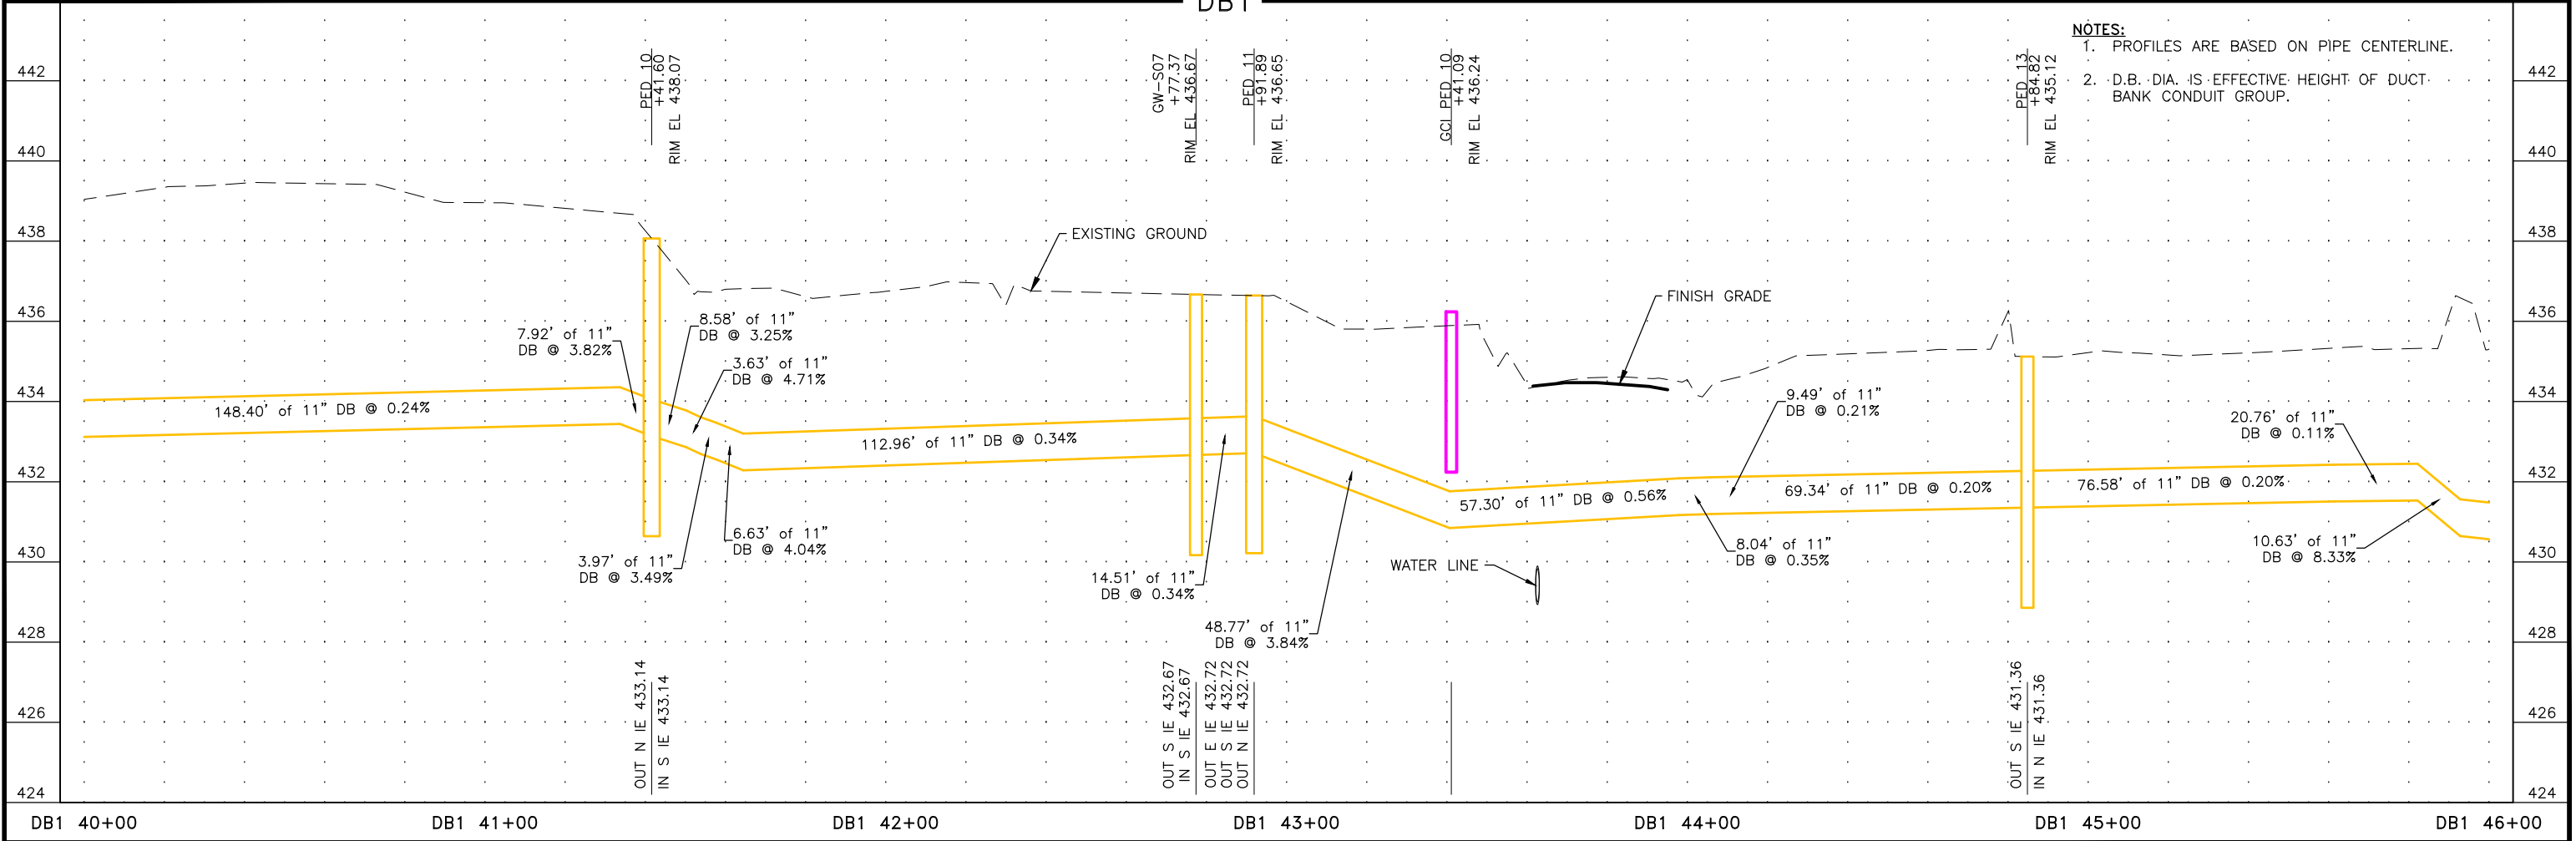 DB1
NOTES:
1. PROFILES ARE BASED ON PIPE CENTERLINE.
2. D.B. DIA. IS EFFECTIVE HEIGHT OF DUCT
BANK CONDUIT GROUP.
PED 10
+41.60
RIM EL 438.07
GW-S07
+77.37
RIM EL 436.67
PED 11
+91.89
RIM EL 436.65
GCI PED 10
+41.09
RIM EL 436.24
PED 13
+84.82
RIM EL 435.12
442
440
438
436
434
432
430
428
426
424
442
440
438
436
434
432
430
428
426
424
EXISTING GROUND
FINISH GRADE
WATER LINE
148.40' of 11" DB @ 0.24%
7.92' of 11"
DB @ 3.82%
8.58' of 11"
DB @ 3.25%
3.63' of 11"
DB @ 4.71%
3.97' of 11"
DB @ 3.49%
6.63' of 11"
DB @ 4.04%
112.96' of 11" DB @ 0.34%
14.51' of 11"
DB @ 0.34%
48.77' of 11"
DB @ 3.84%
57.30' of 11" DB @ 0.56%
8.04' of 11"
DB @ 0.35%
9.49' of 11"
DB @ 0.21%
69.34' of 11" DB @ 0.20%
76.58' of 11" DB @ 0.20%
20.76' of 11"
DB @ 0.11%
10.63' of 11"
DB @ 8.33%
OUT N IE 433.14
IN S IE 433.14
OUT S IE 432.67
IN S IE 432.67
OUT E IE 432.72
OUT S IE 432.72
OUT N IE 432.72
OUT S IE 431.36
IN N IE 431.36
DB1 40+00
DB1 41+00
DB1 42+00
DB1 43+00
DB1 44+00
DB1 45+00
DB1 46+00